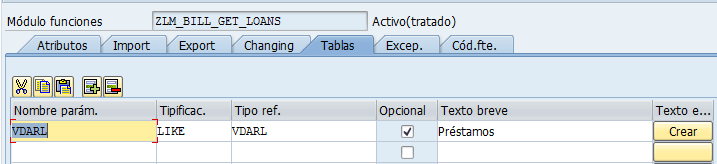 Módulo funciones ZLM_BILL_GET_LOANS Activo(tratado)
Atributos Import Export Changing Tablas Excep. Cód.fte.
Nombre parám. Tipificac. Tipo ref. Opcional Texto breve Texto e...
VDARL LIKE VDARL Préstamos Crear